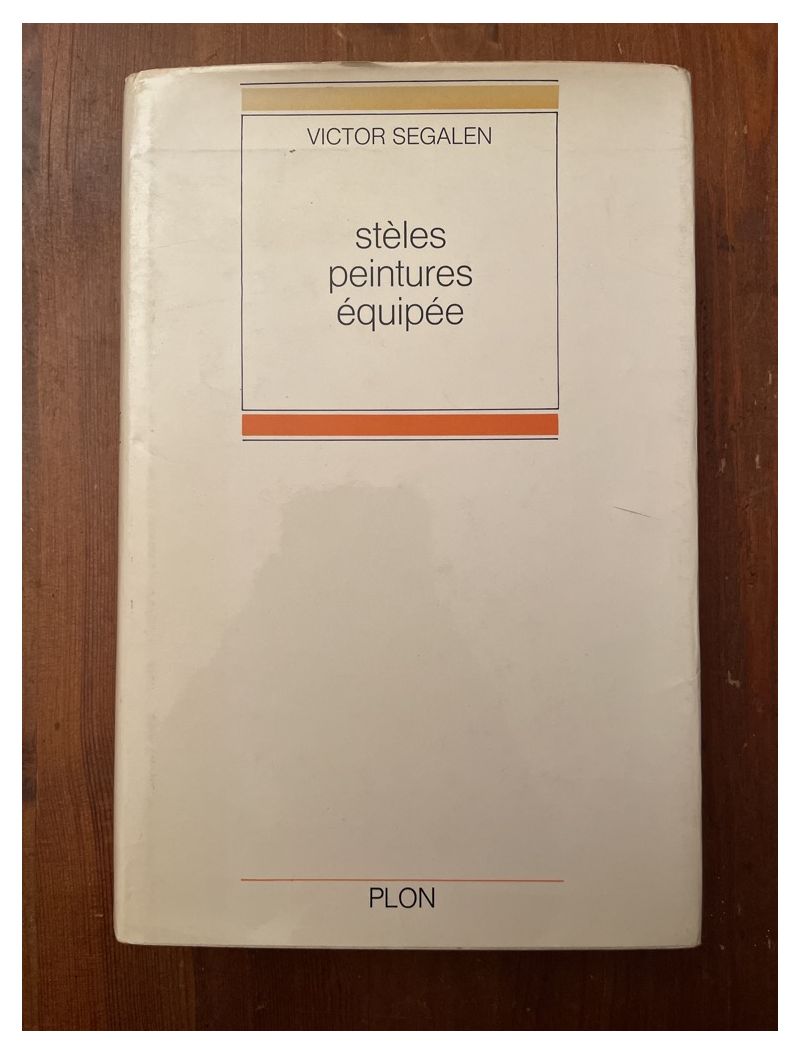 VICTOR SEGALEN
stèles
peintures
équipée
PLON